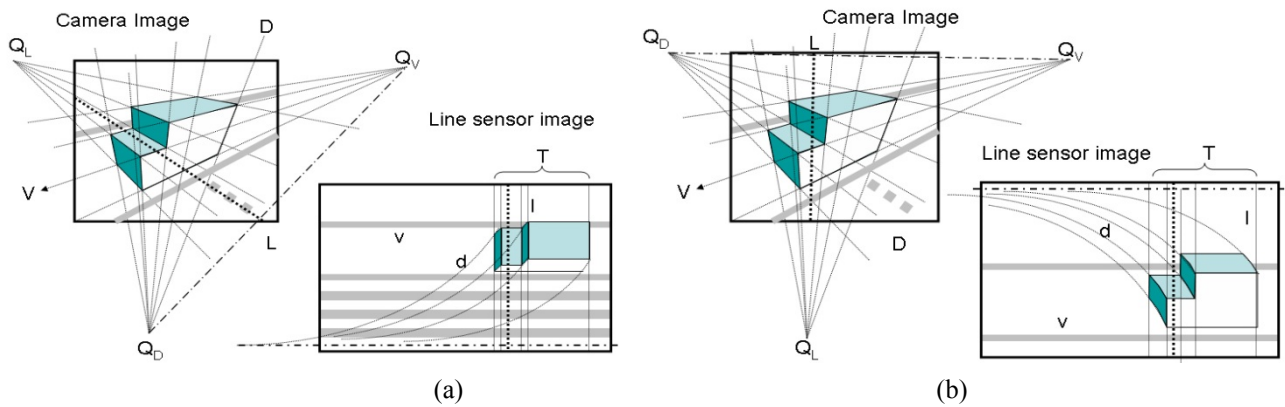 Camera Image
D
Q_L
Q_V
Line sensor image
T
V
L
l
v
d
Q_D
(a)
Camera Image
L
D
Q_D
Q_V
Line sensor image
T
V
D
l
d
v
Q_L
(b)